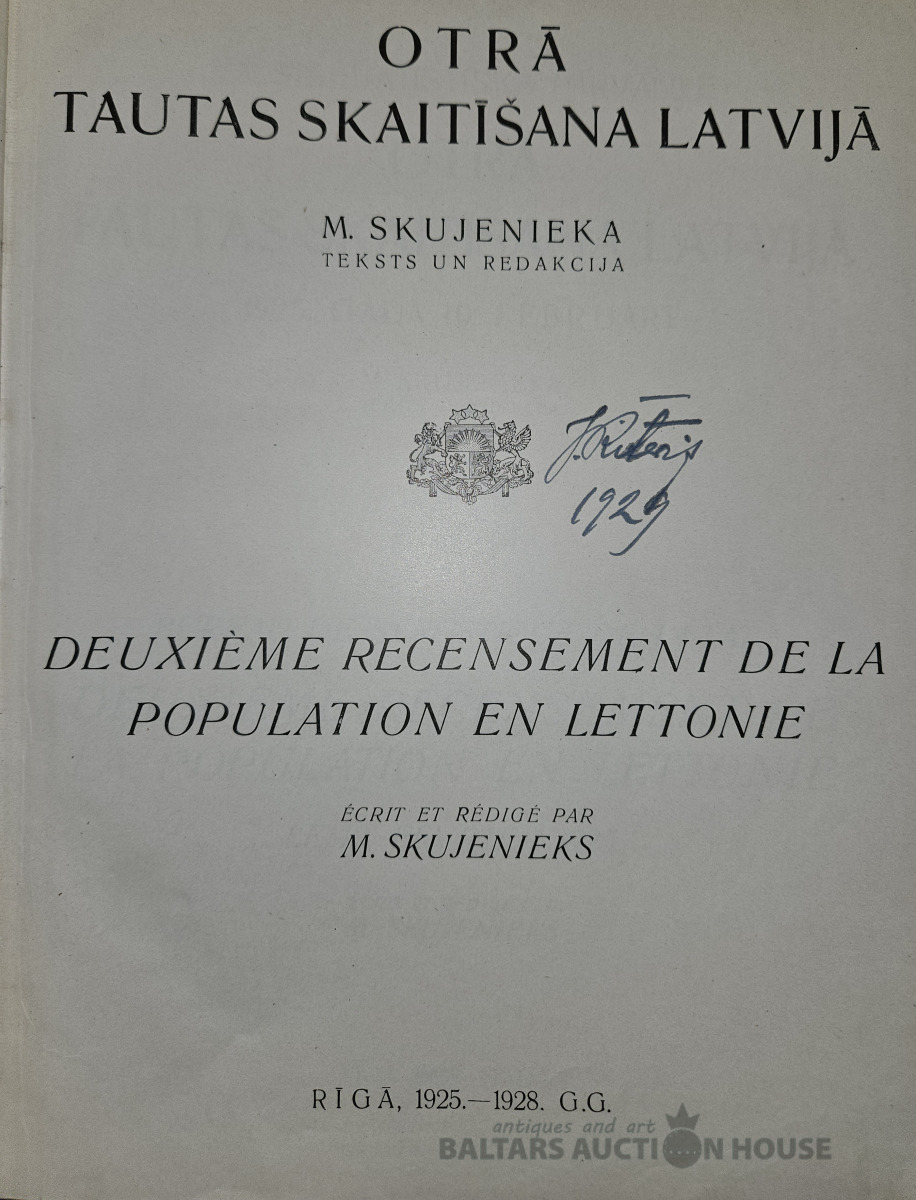 OTRĀ
TAUTAS SKAITĪŠANA LATVIJĀ
M. SKUJENIEKA
TEKSTS UN REDAKCIJA
1929
DEUXIÈME RECENSEMENT DE LA
POPULATION EN LETTONIE
ÉCRIT ET RÉDIGÉ PAR
M. SKUJENIEKS
RĪGĀ, 1925.—1928. G.G.
antiques and art
BALTARS AUCTION HOUSE